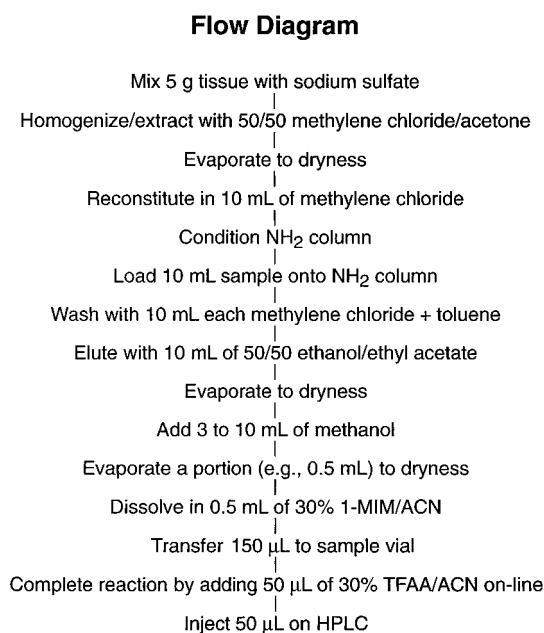 Flow Diagram
Mix 5 g tissue with sodium sulfate
Homogenize/extract with 50/50 methylene chloride/acetone
Evaporate to dryness
Reconstitute in 10 mL of methylene chloride
Condition NH₂ column
Load 10 mL sample onto NH₂ column
Wash with 10 mL each methylene chloride + toluene
Elute with 10 mL of 50/50 ethanol/ethyl acetate
Evaporate to dryness
Add 3 to 10 mL of methanol
Evaporate a portion (e.g., 0.5 mL) to dryness
Dissolve in 0.5 mL of 30% 1-MIM/ACN
Transfer 150 µL to sample vial
Complete reaction by adding 50 µL of 30% TFAA/ACN on-line
Inject 50 µL on HPLC